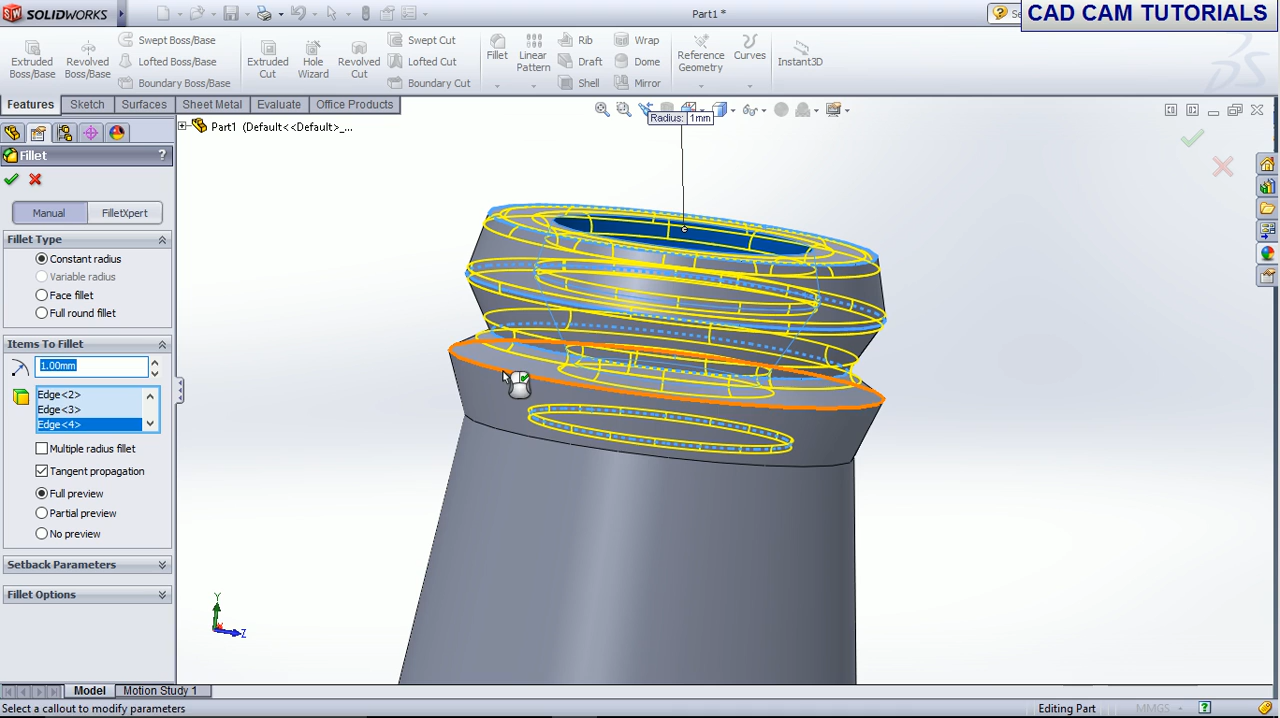 SOLIDWORKS
Part1 *
CAD CAM TUTORIALS
Extruded Boss/Base
Revolved Boss/Base
Swept Boss/Base
Lofted Boss/Base
Boundary Boss/Base
Extruded Cut
Hole Wizard
Revolved Cut
Swept Cut
Lofted Cut
Boundary Cut
Fillet
Linear Pattern
Rib
Draft
Shell
Wrap
Dome
Mirror
Reference Geometry
Curves
Instant3D
Features
Sketch
Surfaces
Sheet Metal
Evaluate
Office Products
Part1 (Default<<Default>_...
Radius: 1mm
Fillet
?
Manual
FilletXpert
Fillet Type
Constant radius
Variable radius
Face fillet
Full round fillet
Items To Fillet
1.00mm
Edge<2>
Edge<3>
Edge<4>
Multiple radius fillet
Tangent propagation
Full preview
Partial preview
No preview
Setback Parameters
Fillet Options
Y
Z
Model
Motion Study 1
Select a callout to modify parameters
Editing Part
MMGS
?